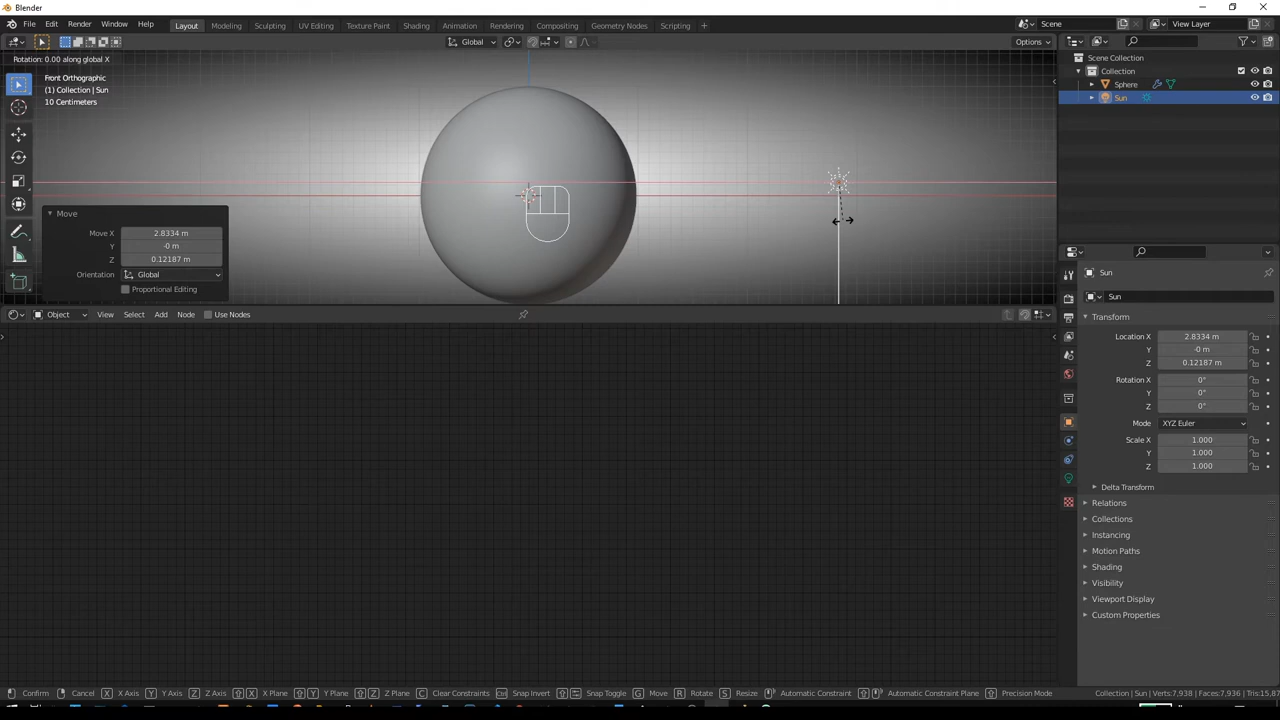 Blender
File Edit Render Window Help Layout Modeling Sculpting UV Editing Texture Paint Shading Animation Rendering Compositing Geometry Nodes Scripting + Scene View Layer
Global Options
Rotation: 0.00 along global X
Front Orthographic
(1) Collection | Sun
10 Centimeters
Scene Collection
Collection
Sphere
Sun
Move
Move X 2.8334 m
Y -0 m
Z 0.12187 m
Orientation Global
Proportional Editing
Object View Select Add Node Use Nodes
Sun
Sun
Transform
Location X 2.8334 m
Y -0 m
Z 0.12187 m
Rotation X 0°
Y 0°
Z 0°
Mode XYZ Euler
Scale X 1.000
Y 1.000
Z 1.000
Delta Transform
Relations
Collections
Instancing
Motion Paths
Shading
Visibility
Viewport Display
Custom Properties
Confirm Cancel X X Axis Y Y Axis Z Z Axis X X Plane Y Y Plane Z Z Plane C Clear Constraints Ctrl Snap Invert Snap Toggle G Move R Rotate S Resize Automatic Constraint Automatic Constraint Plane Precision Mode Collection | Sun | Verts:7,938 | Faces:7,936 | Tris:15,87